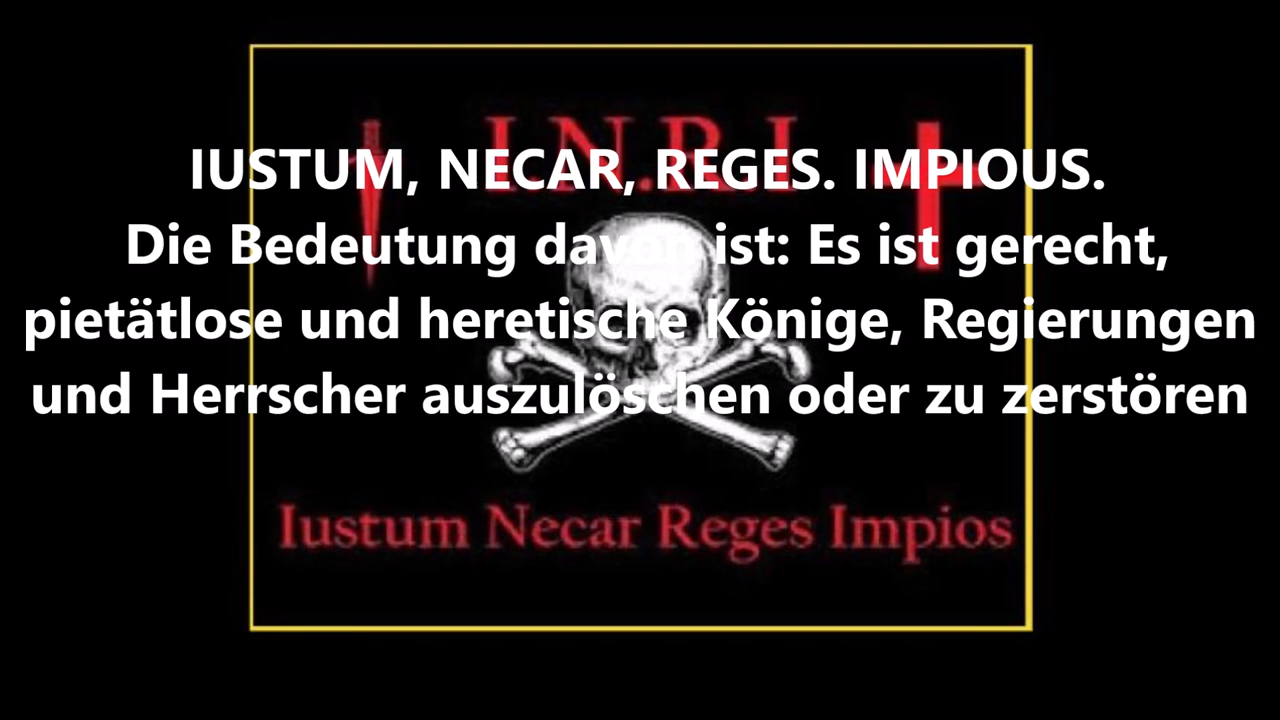 I.N.R.I
IUSTUM, NECAR, REGES. IMPIOUS.
Die Bedeutung davon ist: Es ist gerecht,
pietätlose und heretische Könige, Regierungen
und Herrscher auszulöschen oder zu zerstören
Iustum Necar Reges Impios